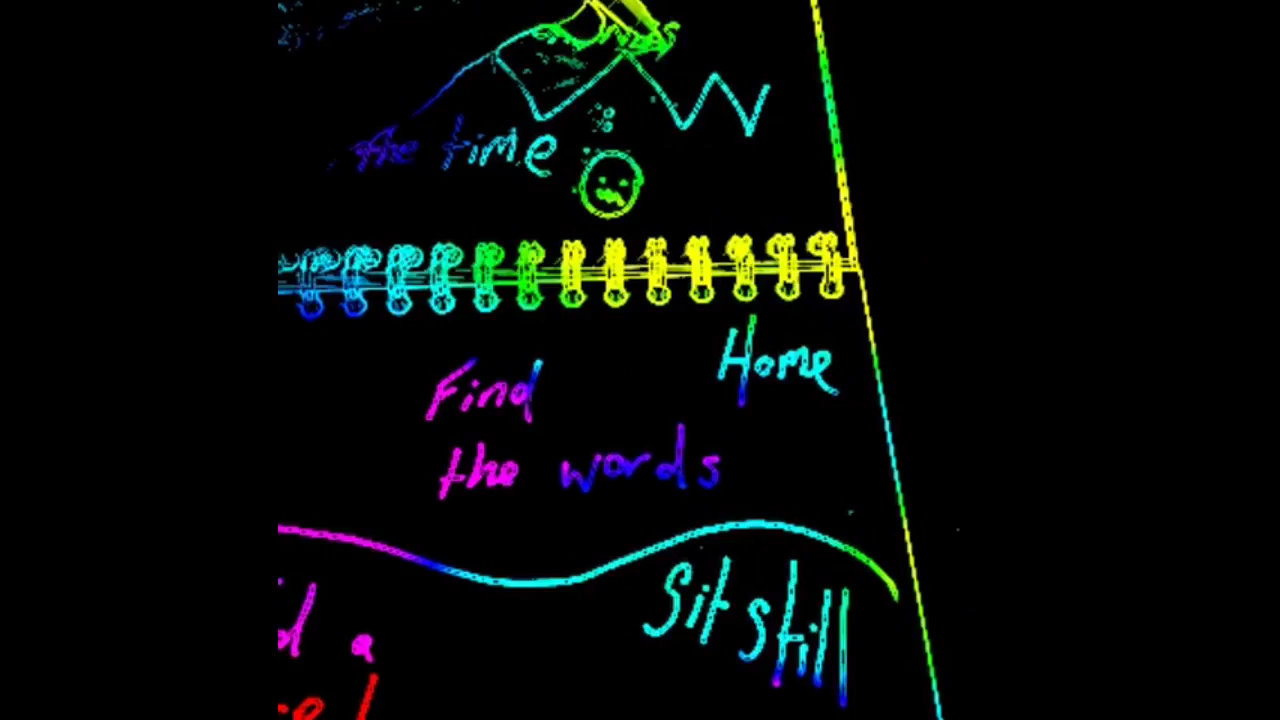 the time
Home
Find
the words
Sit still
d a